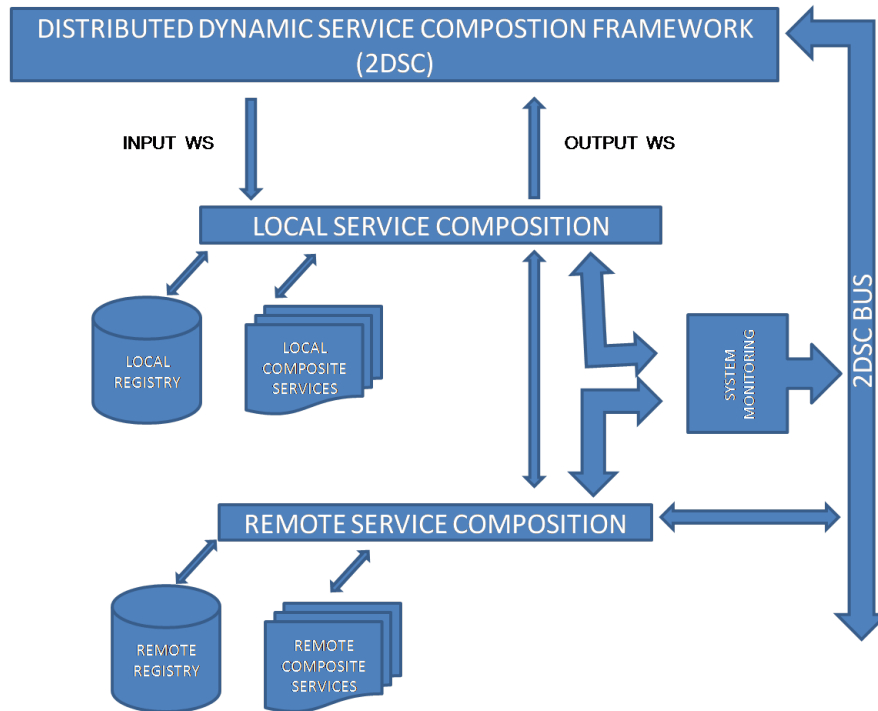 DISTRIBUTED DYNAMIC SERVICE COMPOSTION FRAMEWORK
(2DSC)
INPUT WS
OUTPUT WS
LOCAL SERVICE COMPOSITION
LOCAL
REGISTRY
LOCAL
COMPOSITE
SERVICES
SYSTEM
MONITORING
2DSC BUS
REMOTE SERVICE COMPOSITION
REMOTE
REGISTRY
REMOTE
COMPOSITE
SERVICES